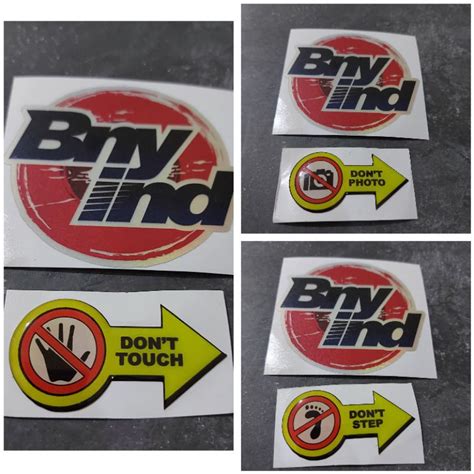 Bny
ind
DON'T
TOUCH
Bny
ind
DON'T
PHOTO
Bny
ind
DON'T
STEP